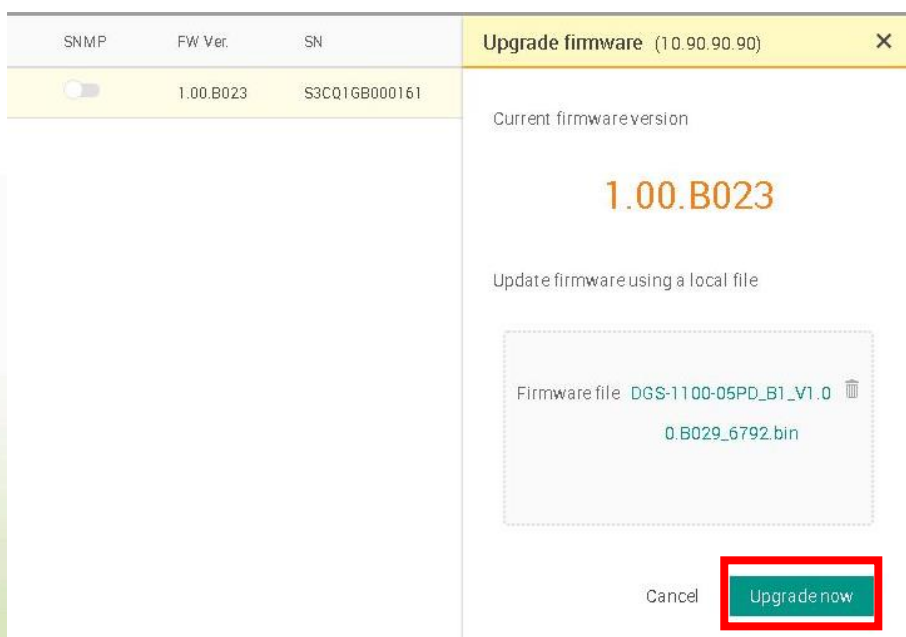 SNMP FW Ver. SN
1.00.B023 S3CQ1GB000161
Upgrade firmware (10.90.90.90) ×
Current firmware version
1.00.B023
Update firmware using a local file
Firmware file DGS-1100-05PD_B1_V1.0
0.B029_6792.bin
Cancel Upgrade now